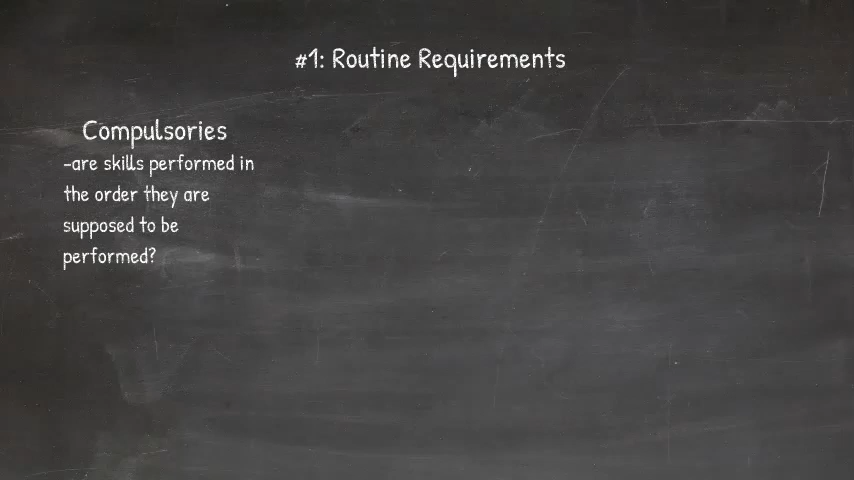 #1: Routine Requirements
Compulsories
-are skills performed in
the order they are
supposed to be
performed?